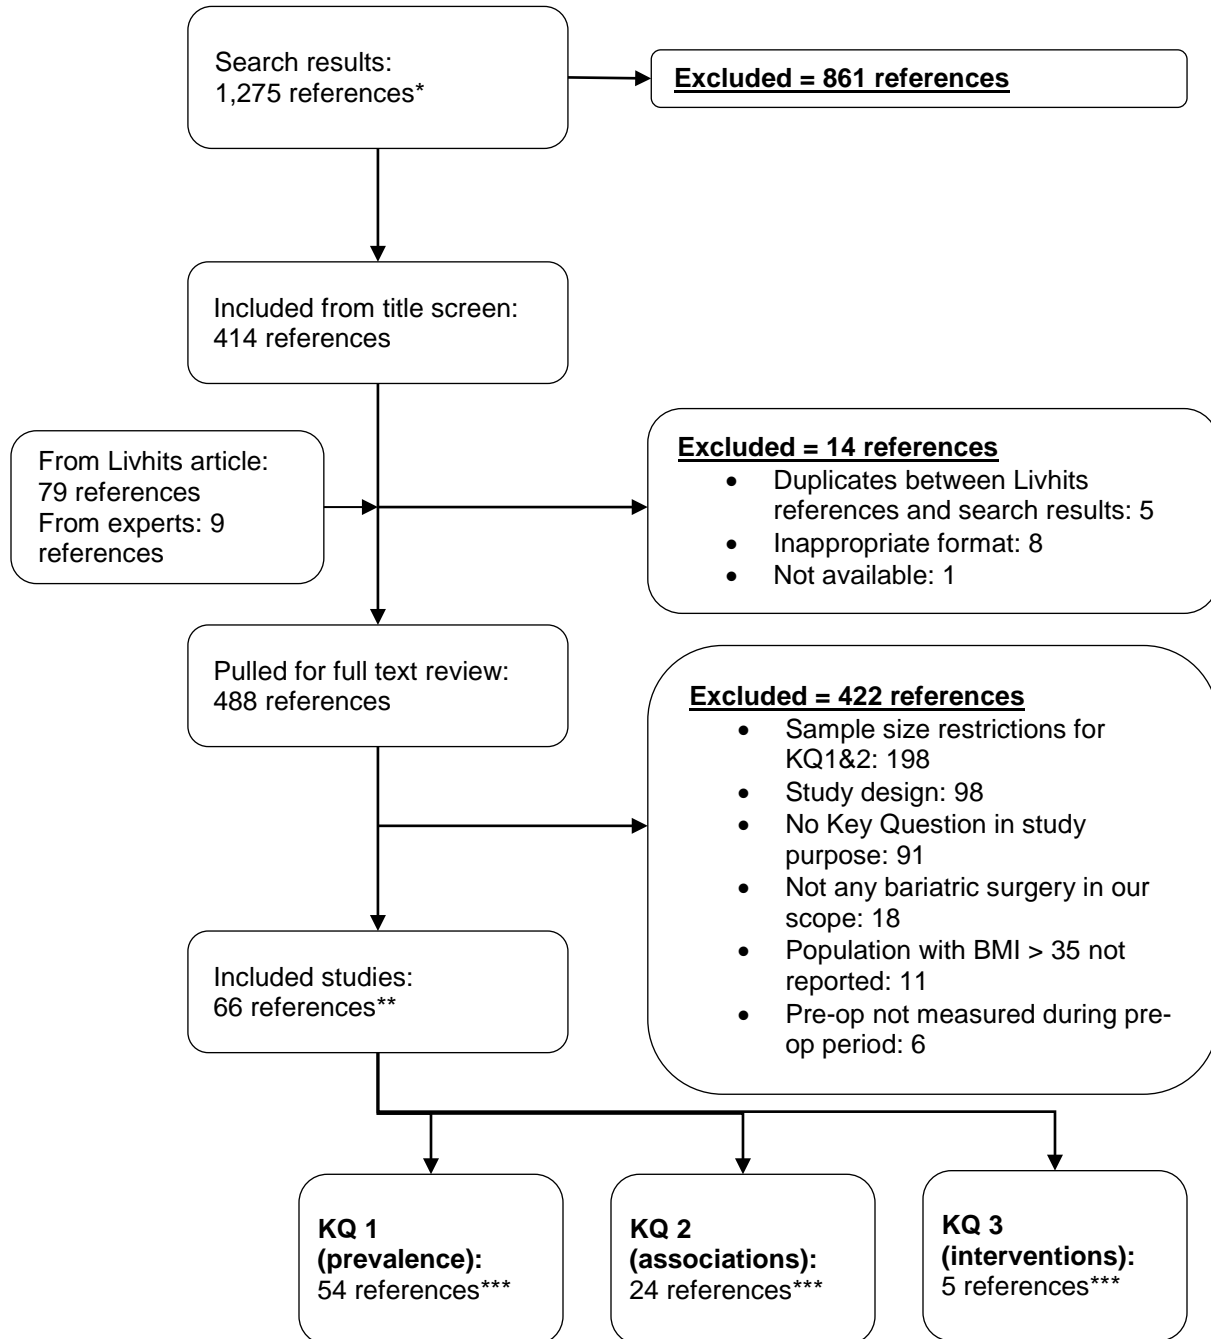 Search results:
1,275 references*
Excluded = 861 references
Included from title screen:
414 references
From Livhits article:
79 references
From experts: 9
references
Excluded = 14 references
• Duplicates between Livhits
references and search results: 5
• Inappropriate format: 8
• Not available: 1
Pulled for full text review:
488 references
Excluded = 422 references
• Sample size restrictions for
KQ1&2: 198
• Study design: 98
• No Key Question in study
purpose: 91
• Not any bariatric surgery in our
scope: 18
• Population with BMI > 35 not
reported: 11
• Pre-op not measured during pre-
op period: 6
Included studies:
66 references**
KQ 1
(prevalence):
54 references***
KQ 2
(associations):
24 references***
KQ 3
(interventions):
5 references***